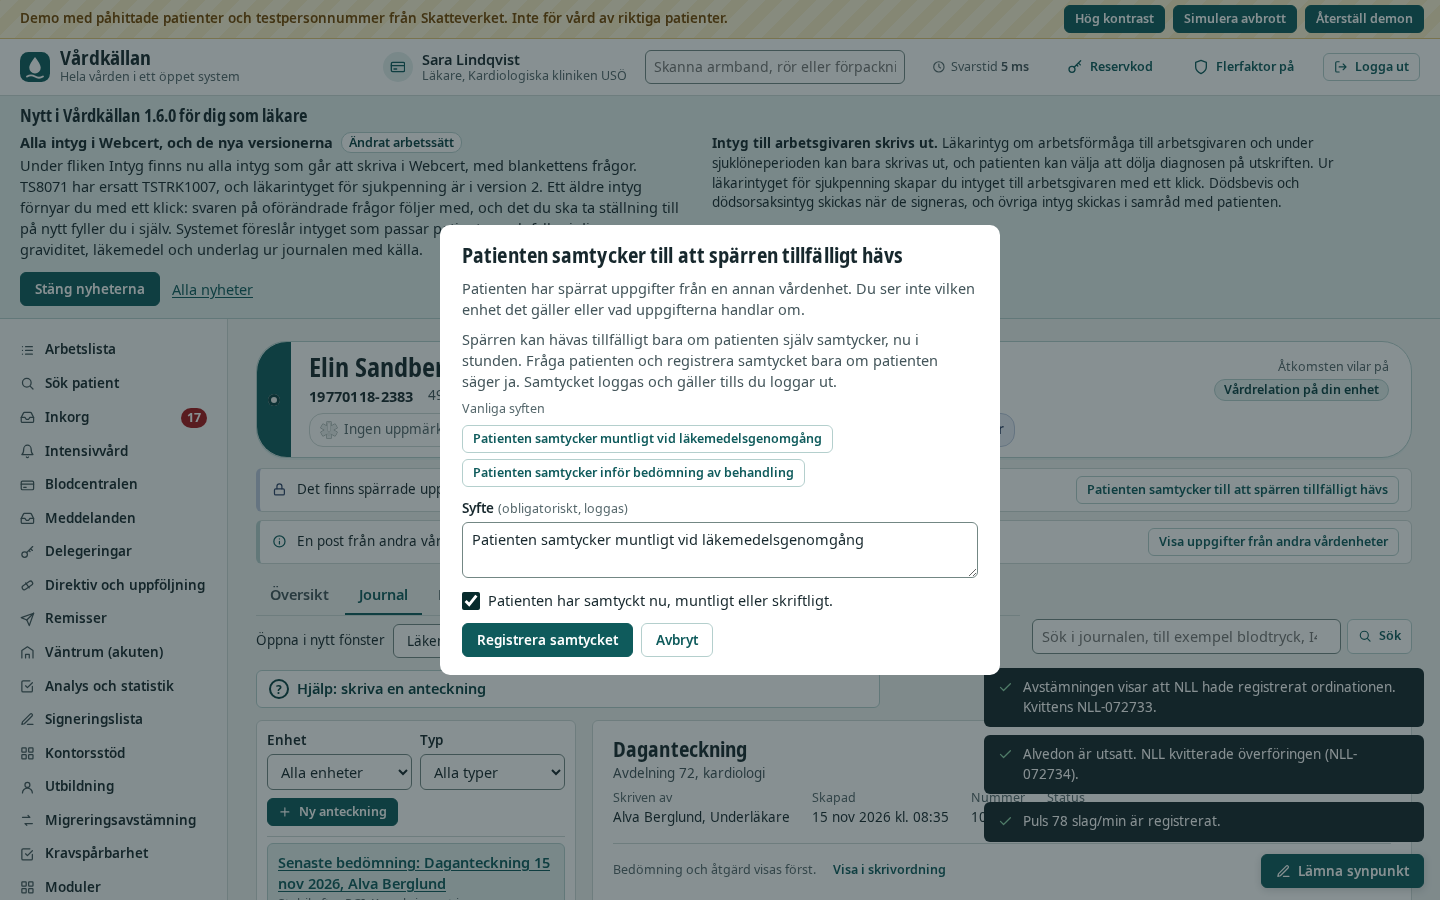 Demo med påhittade patienter och testpersonnummer från Skatteverket. Inte för vård av riktiga patienter.
Hög kontrast
Simulera avbrott
Återställ demon
Vårdkällan
Hela vården i ett öppet system
Sara Lindqvist
Läkare, Kardiologiska kliniken USÖ
Skanna armband, rör eller förpackni
Svarstid 5 ms
Reservkod
Flerfaktor på
Logga ut
Nytt i Vårdkällan 1.6.0 för dig som läkare
Alla intyg i Webcert, och de nya versionerna
Ändrat arbetssätt
Under fliken Intyg finns nu alla intyg som går att skriva i Webcert, med blankettens frågor.
TS8071 har ersatt TSTRK1007, och läkarintyget för sjukpenning är i version 2. Ett äldre intyg
förnyar du med ett klick: svaren på oförändrade frågor följer med, och det du ska ta ställning till
på nytt fyller du i själv. Systemet föreslår intyget som passar
graviditet, läkemedel och underlag ur journalen med källa.
Intyg till arbetsgivaren skrivs ut. Läkarintyg om arbetsförmåga till arbetsgivaren och under
sjuklöneperioden kan bara skrivas ut, och patienten kan välja att dölja diagnosen på utskriften. Ur
läkarintyget för sjukpenning skapar du intyget till arbetsgivaren med ett klick. Dödsbevis och
dödsorsaksintyg skickas när de signeras, och övriga intyg skickas i samråd med patienten.
Stäng nyheterna
Alla nyheter
Arbetslista
Sök patient
Inkorg
17
Intensivvård
Blodcentralen
Meddelanden
Delegeringar
Direktiv och uppföljning
Remisser
Väntrum (akuten)
Analys och statistik
Signeringslista
Kontorsstöd
Utbildning
Migreringsavstämning
Kravspårbarhet
Moduler
Elin Sandber
19770118-2383
49
Ingen uppmärk
Åtkomsten vilar på
Vårdrelation på din enhet
Det finns spärrade upp
Patienten samtycker till att spärren tillfälligt hävs
En post från andra vår
Visa uppgifter från andra vårdenheter
Översikt
Journal
Öppna i nytt fönster
Läker
Sök i journalen, till exempel blodtryck, I
Sök
Hjälp: skriva en anteckning
Enhet
Typ
Alla enheter
Alla typer
Ny anteckning
Senaste bedömning: Daganteckning 15
nov 2026, Alva Berglund
Daganteckning
Avdelning 72, kardiologi
Skriven av
Skapad
Nummer
Status
Alva Berglund, Underläkare
15 nov 2026 kl. 08:35
10
Bedömning och åtgärd visas först.
Visa i skrivordning
Patienten samtycker till att spärren tillfälligt hävs
Patienten har spärrat uppgifter från en annan vårdenhet. Du ser inte vilken
enhet det gäller eller vad uppgifterna handlar om.
Spärren kan hävas tillfälligt bara om patienten själv samtycker, nu i
stunden. Fråga patienten och registrera samtycket bara om patienten
säger ja. Samtycket loggas och gäller tills du loggar ut.
Vanliga syften
Patienten samtycker muntligt vid läkemedelsgenomgång
Patienten samtycker inför bedömning av behandling
Syfte (obligatoriskt, loggas)
Patienten samtycker muntligt vid läkemedelsgenomgång
Patienten har samtyckt nu, muntligt eller skriftligt.
Registrera samtycket
Avbryt
Avstämningen visar att NLL hade registrerat ordinationen.
Kvittens NLL-072733.
Alvedon är utsatt. NLL kvitterade överföringen (NLL-
072734).
Puls 78 slag/min är registrerat.
Lämna synpunkt